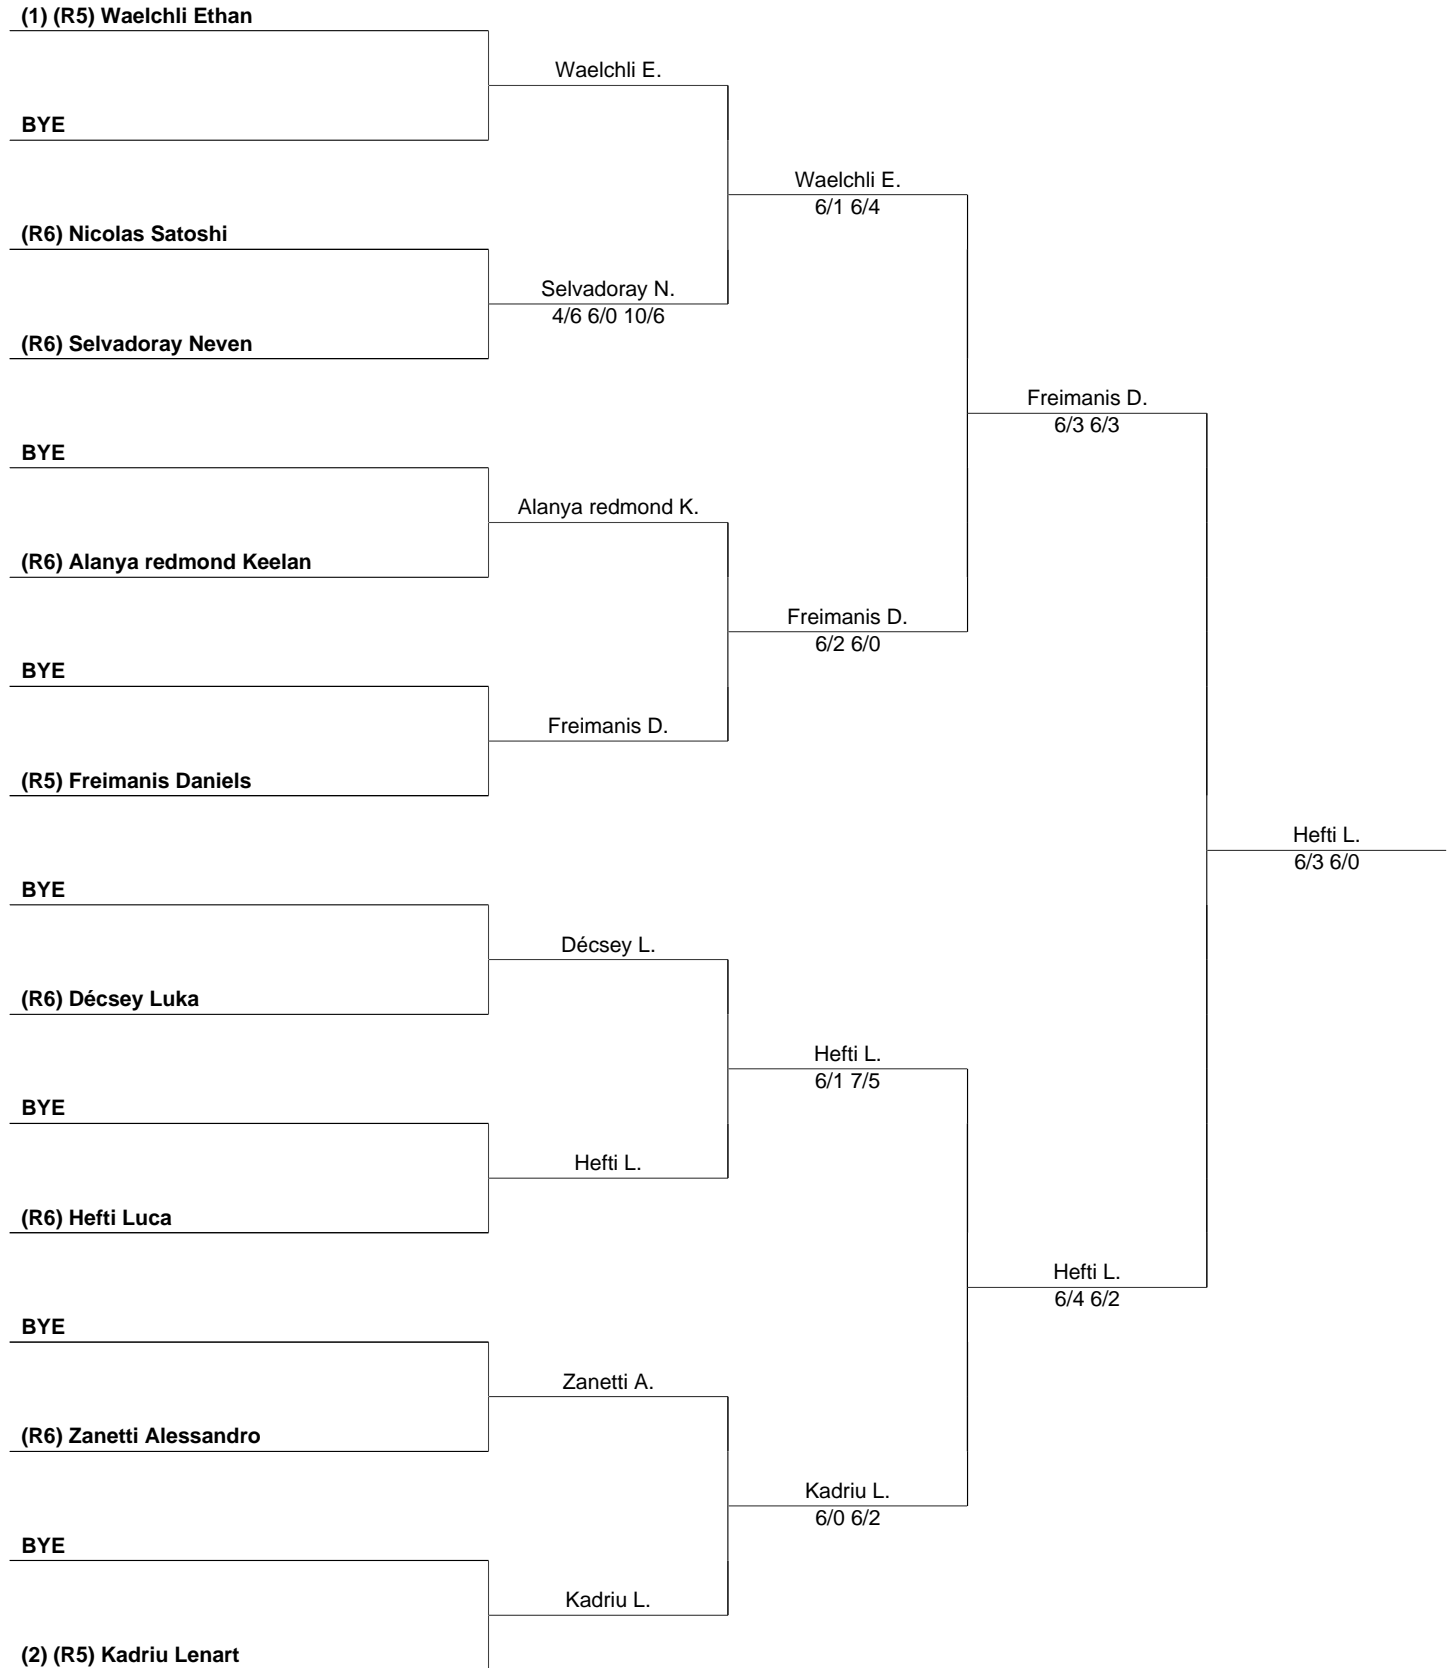 (1) (R5) Waelchli Ethan
Waelchli E.
BYE
Waelchli E.
6/1 6/4
(R6) Nicolas Satoshi
Selvadoray N.
4/6 6/0 10/6
(R6) Selvadoray Neven
Freimanis D.
6/3 6/3
BYE
Alanya redmond K.
(R6) Alanya redmond Keelan
Freimanis D.
6/2 6/0
BYE
Freimanis D.
(R5) Freimanis Daniels
Hefti L.
6/3 6/0
BYE
Décsey L.
(R6) Décsey Luka
Hefti L.
6/1 7/5
BYE
Hefti L.
(R6) Hefti Luca
Hefti L.
6/4 6/2
BYE
Zanetti A.
(R6) Zanetti Alessandro
Kadriu L.
6/0 6/2
BYE
Kadriu L.
(2) (R5) Kadriu Lenart